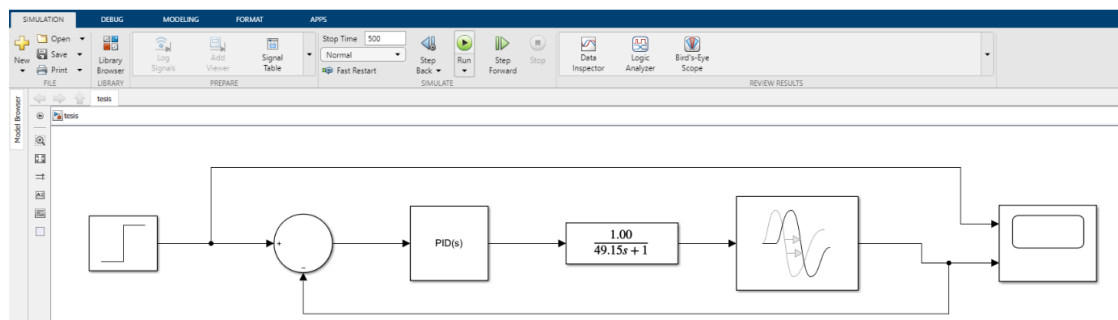 SIMULATION DEBUG MODELING FORMAT APPS
New
Open
Save
Print
FILE
Library
Browser
LIBRARY
Log
Signals
Add
Viewer
Signal
Table
PREPARE
Stop Time 500
Normal
Fast Restart
Step
Back
Run
Step
Forward
Stop
SIMULATE
Data
Inspector
Logic
Analyzer
Bird's-Eye
Scope
REVIEW RESULTS
Model Browser
tesis
tesis
+
−
PID(s)
1.00
49.15s + 1